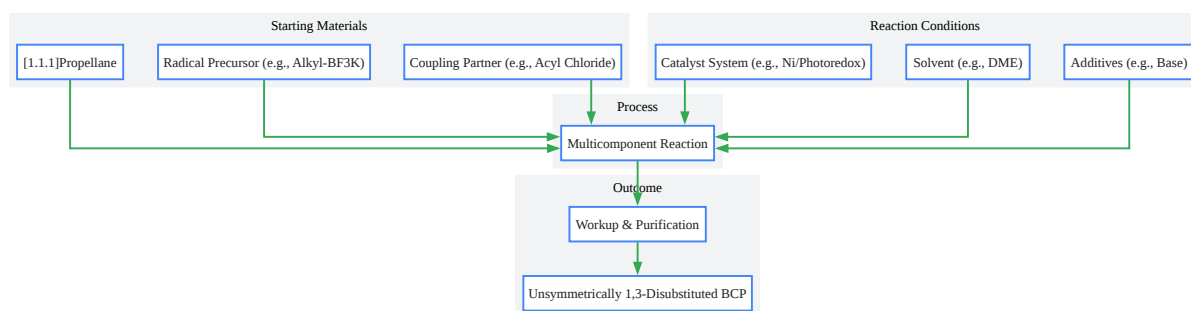 Starting Materials
Reaction Conditions
[1.1.1]Propellane
Radical Precursor (e.g., Alkyl-BF3K)
Coupling Partner (e.g., Acyl Chloride)
Catalyst System (e.g., Ni/Photoredox)
Solvent (e.g., DME)
Additives (e.g., Base)
Process
Multicomponent Reaction
Outcome
Workup & Purification
Unsymmetrically 1,3-Disubstituted BCP